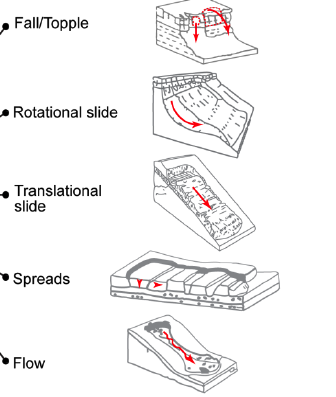 Fall/Topple
Rotational slide
Translational
slide
Spreads
Flow